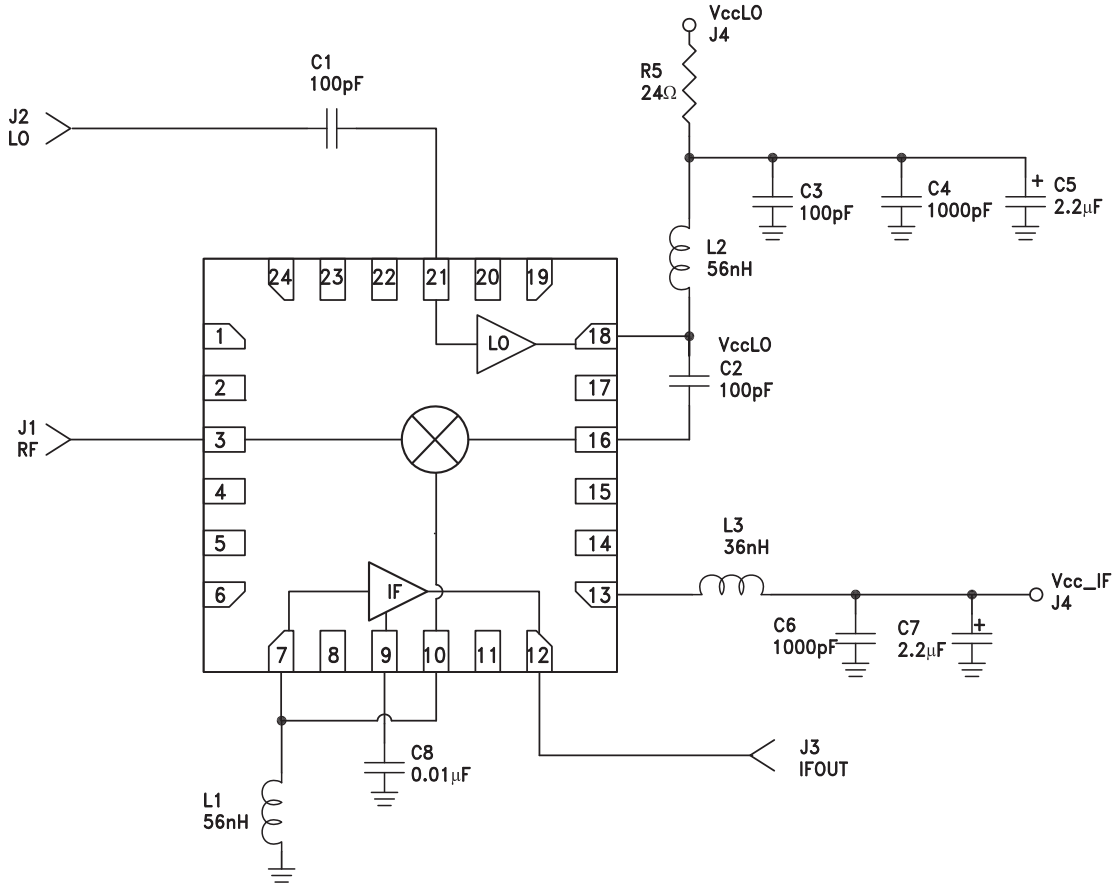 VccLO
J4
R5
24Ω
C1
100pF
J2
LO
C3
100pF
C4
1000pF
+
C5
2.2μF
L2
56nH
24
23
22
21
20
19
1
2
3
4
5
6
LO
18
17
16
15
14
13
VccLO
C2
100pF
J1
RF
L3
36nH
Vcc_IF
J4
C6
1000pF
C7
2.2μF
+
IF
7
8
9
10
11
12
J3
IFOUT
C8
0.01μF
L1
56nH